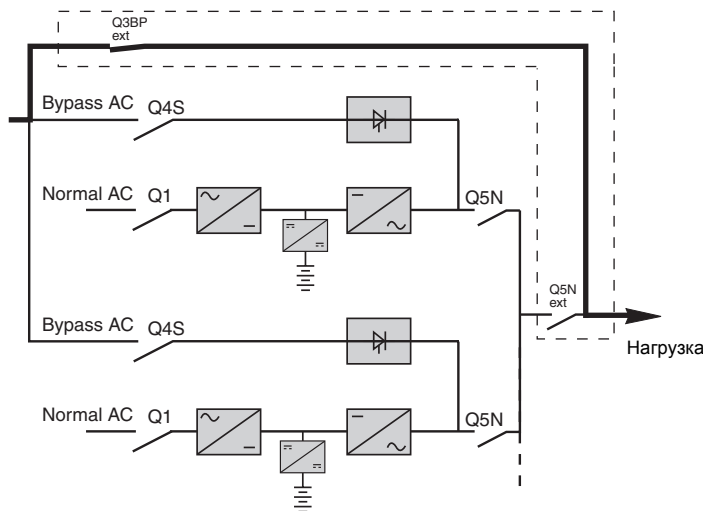 Q3BP
ext
Bypass AC Q4S
Normal AC Q1
Q5N
Q5N
ext
Bypass AC Q4S
Нагрузка
Normal AC Q1
Q5N